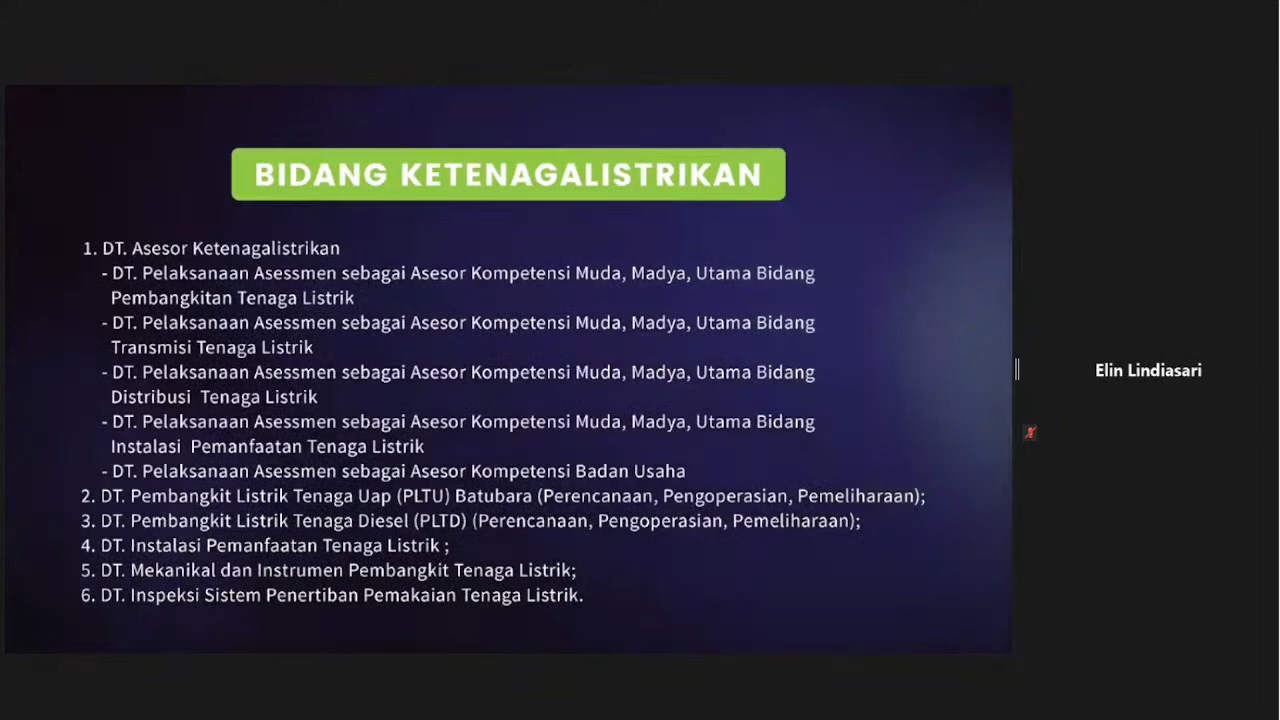 BIDANG KETENAGALISTRIKAN
1. DT. Asesor Ketenagalistrikan
- DT. Pelaksanaan Asessmen sebagai Asesor Kompetensi Muda, Madya, Utama Bidang
Pembangkitan Tenaga Listrik
- DT. Pelaksanaan Asessmen sebagai Asesor Kompetensi Muda, Madya, Utama Bidang
Transmisi Tenaga Listrik
- DT. Pelaksanaan Asessmen sebagai Asesor Kompetensi Muda, Madya, Utama Bidang
Distribusi Tenaga Listrik
- DT. Pelaksanaan Asessmen sebagai Asesor Kompetensi Muda, Madya, Utama Bidang
Instalasi Pemanfaatan Tenaga Listrik
- DT. Pelaksanaan Asessmen sebagai Asesor Kompetensi Badan Usaha
2. DT. Pembangkit Listrik Tenaga Uap (PLTU) Batubara (Perencanaan, Pengoperasian, Pemeliharaan);
3. DT. Pembangkit Listrik Tenaga Diesel (PLTD) (Perencanaan, Pengoperasian, Pemeliharaan);
4. DT. Instalasi Pemanfaatan Tenaga Listrik ;
5. DT. Mekanikal dan Instrumen Pembangkit Tenaga Listrik;
6. DT. Inspeksi Sistem Penertiban Pemakaian Tenaga Listrik.
Elin Lindiasari